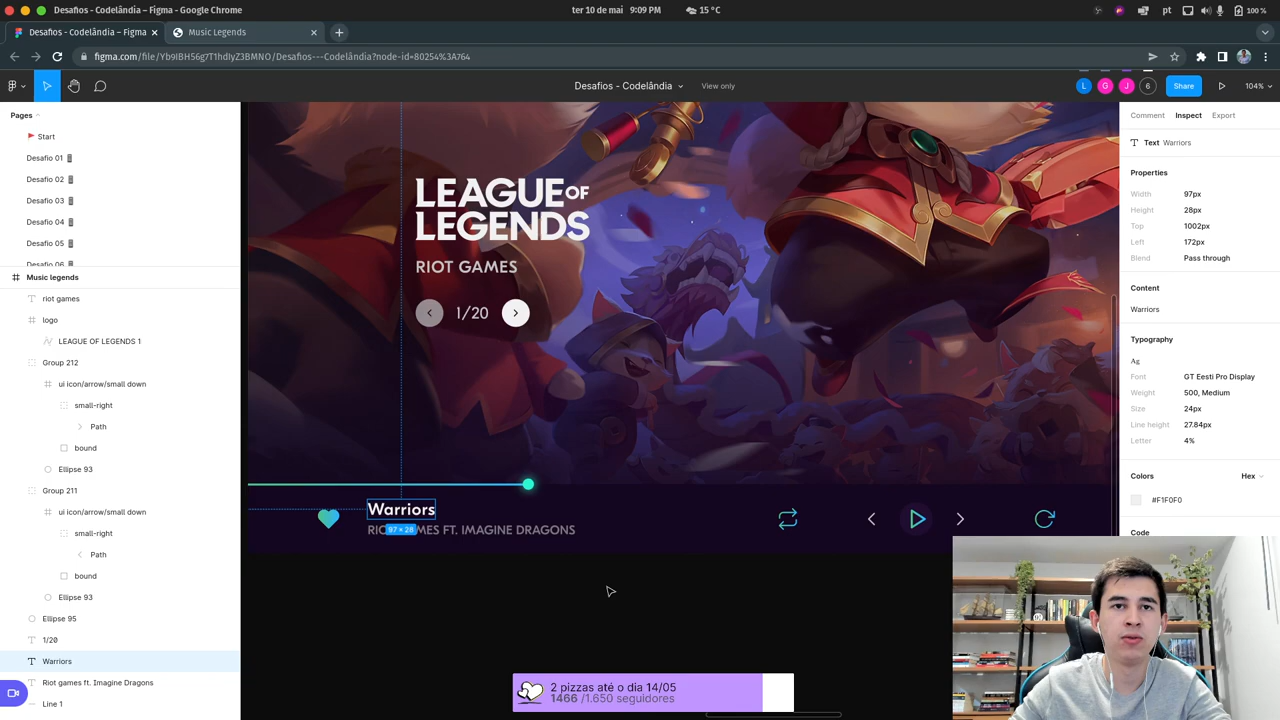 Desafios - Codelândia – Figma - Google Chrome
ter 10 de mai 9:09 PM
15 °C
pt
100 %
Desafios - Codelândia – Figma
Music Legends
figma.com/file/Yb9IBH56g7T1hdIyZ3BMNO/Desafios---Codelândia?node-id=80254%3A764
Desafios - Codelândia
View only
L
G
J
6
Share
104%
Pages
Start
Desafio 01
Desafio 02
Desafio 03
Desafio 04
Desafio 05
Desafio 06
Music legends
riot games
logo
LEAGUE OF LEGENDS 1
Group 212
ui icon/arrow/small down
small-right
Path
bound
Ellipse 93
Group 211
ui icon/arrow/small down
small-right
Path
bound
Ellipse 93
Ellipse 95
1/20
Warriors
Riot games ft. Imagine Dragons
Line 1
LEAGUE OF
LEGENDS
RIOT GAMES
1/20
Warriors
97 × 28
MES FT. IMAGINE DRAGONS
2 pizzas até o dia 14/05
1466 /1.650 seguidores
Comment
Inspect
Export
Text Warriors
Properties
Width 97px
Height 28px
Top 1002px
Left 172px
Blend Pass through
Content
Warriors
Typography
Ag
Font GT Eesti Pro Display
Weight 500, Medium
Size 24px
Line height 27.84px
Letter 4%
Colors
Hex
#F1F0F0
Code